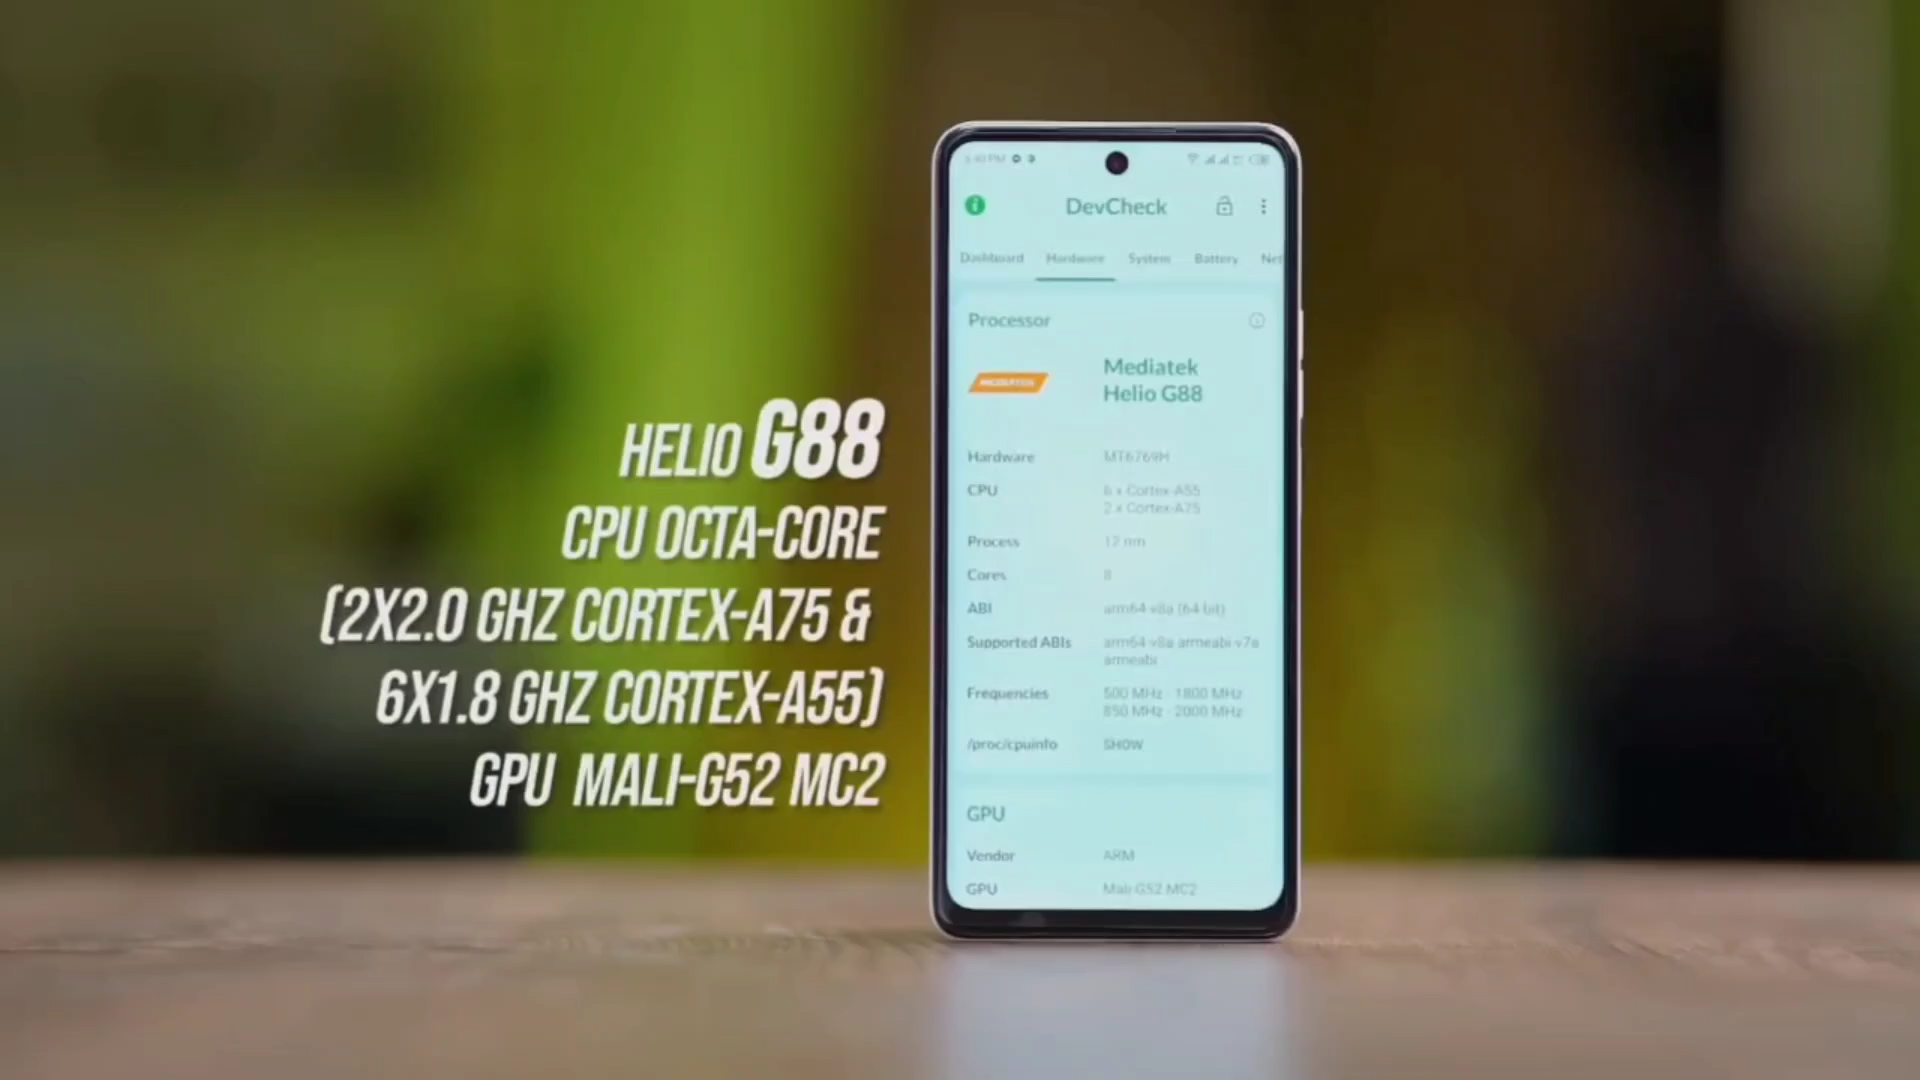 HELIO G88
CPU OCTA-CORE
(2X2.0 GHZ CORTEX-A75 &
6X1.8 GHZ CORTEX-A55)
GPU MALI-G52 MC2
DevCheck
Dashboard Hardware System Battery Net
Processor
MEDIATEK
Mediatek
Helio G88
Hardware MT6769H
CPU 6 x Cortex-A55
2 x Cortex-A75
Process 12 nm
Cores 8
ABI arm64-v8a (64-bit)
Supported ABIs arm64-v8a armeabi-v7a
armeabi
Frequencies 500 MHz - 1800 MHz
850 MHz - 2000 MHz
/proc/cpuinfo SHOW
GPU
Vendor ARM
GPU Mali-G52 MC2